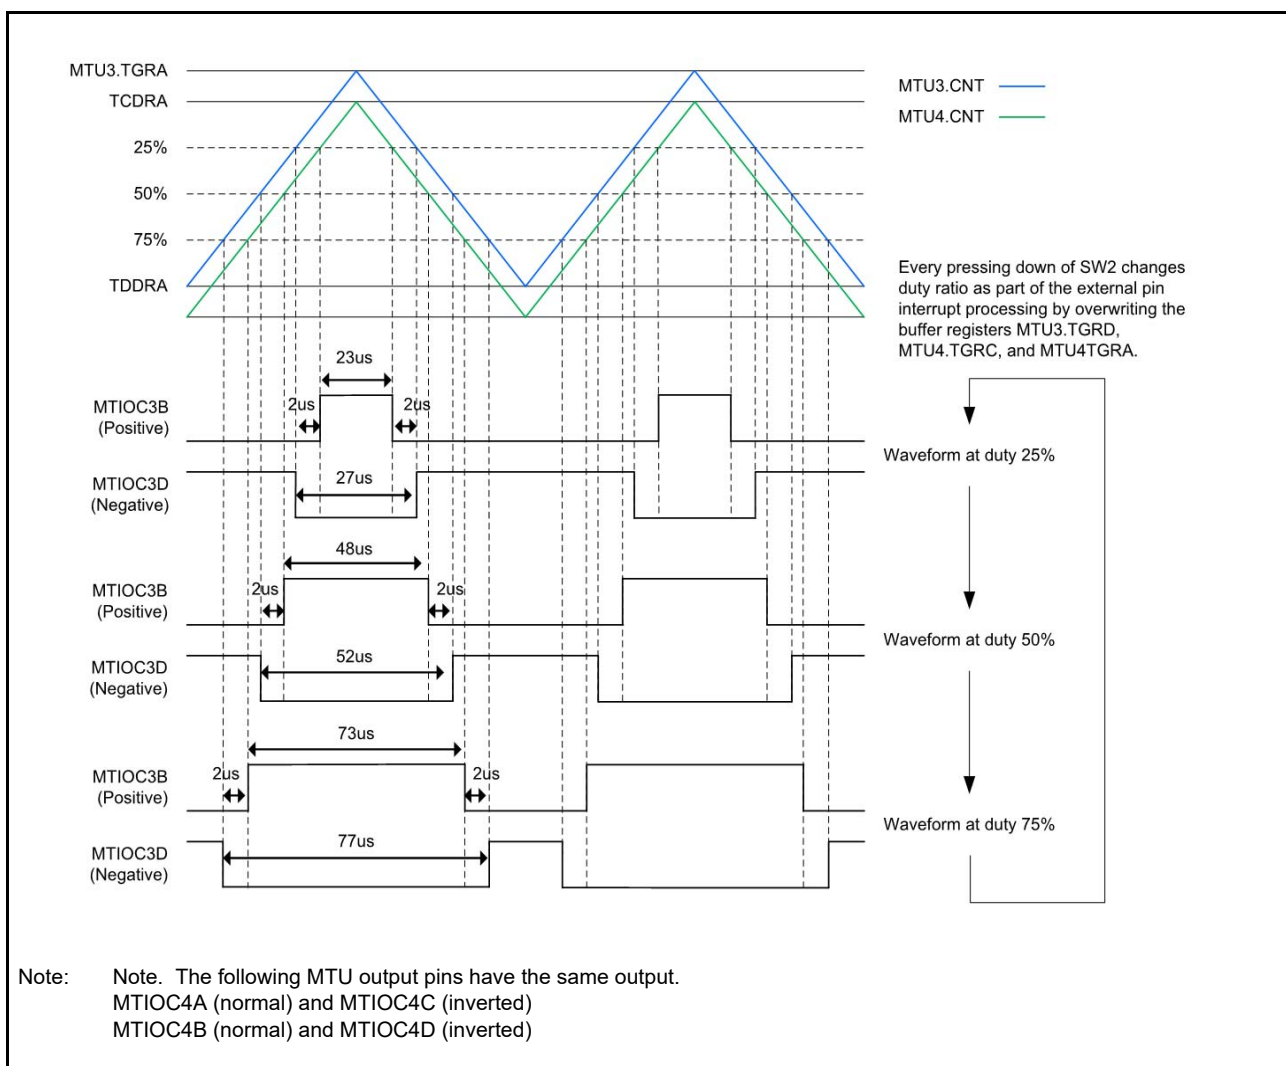 MTU3.TGRA
TCDRA
25%
50%
75%
TDDRA
MTU3.CNT
MTU4.CNT
Every pressing down of SW2 changes
duty ratio as part of the external pin
interrupt processing by overwriting the
buffer registers MTU3.TGRD,
MTU4.TGRC, and MTU4TGRA.
23us
2us
2us
MTIOC3B
(Positive)
MTIOC3D
(Negative)
27us
Waveform at duty 25%
48us
2us
2us
MTIOC3B
(Positive)
MTIOC3D
(Negative)
52us
Waveform at duty 50%
73us
2us
2us
MTIOC3B
(Positive)
MTIOC3D
(Negative)
77us
Waveform at duty 75%
Note: Note. The following MTU output pins have the same output.
MTIOC4A (normal) and MTIOC4C (inverted)
MTIOC4B (normal) and MTIOC4D (inverted)